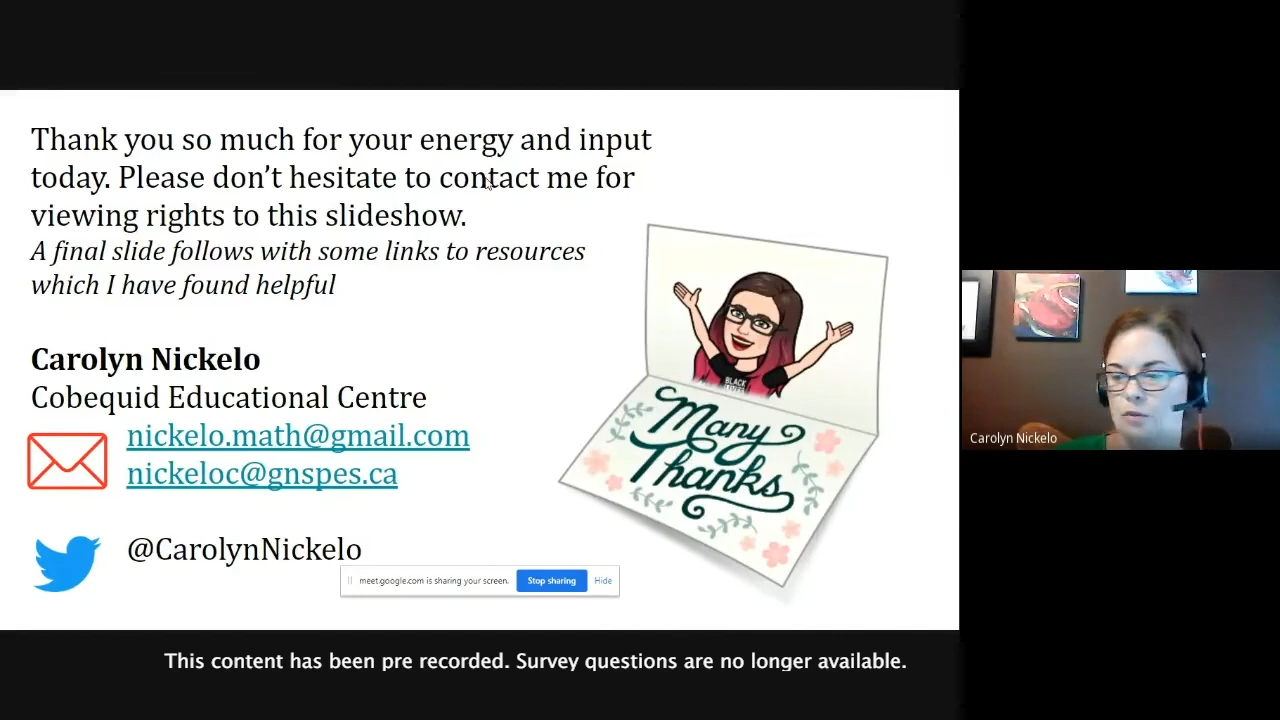 Thank you so much for your energy and input
today. Please don’t hesitate to contact me for
viewing rights to this slideshow.
A final slide follows with some links to resources
which I have found helpful
Carolyn Nickelo
Cobequid Educational Centre
nickelo.math@gmail.com
nickeloc@gnspes.ca
@CarolynNickelo
BLACK
Many
Thanks
meet.google.com is sharing your screen.
Stop sharing
Hide
Carolyn Nickelo
This content has been pre recorded. Survey questions are no longer available.